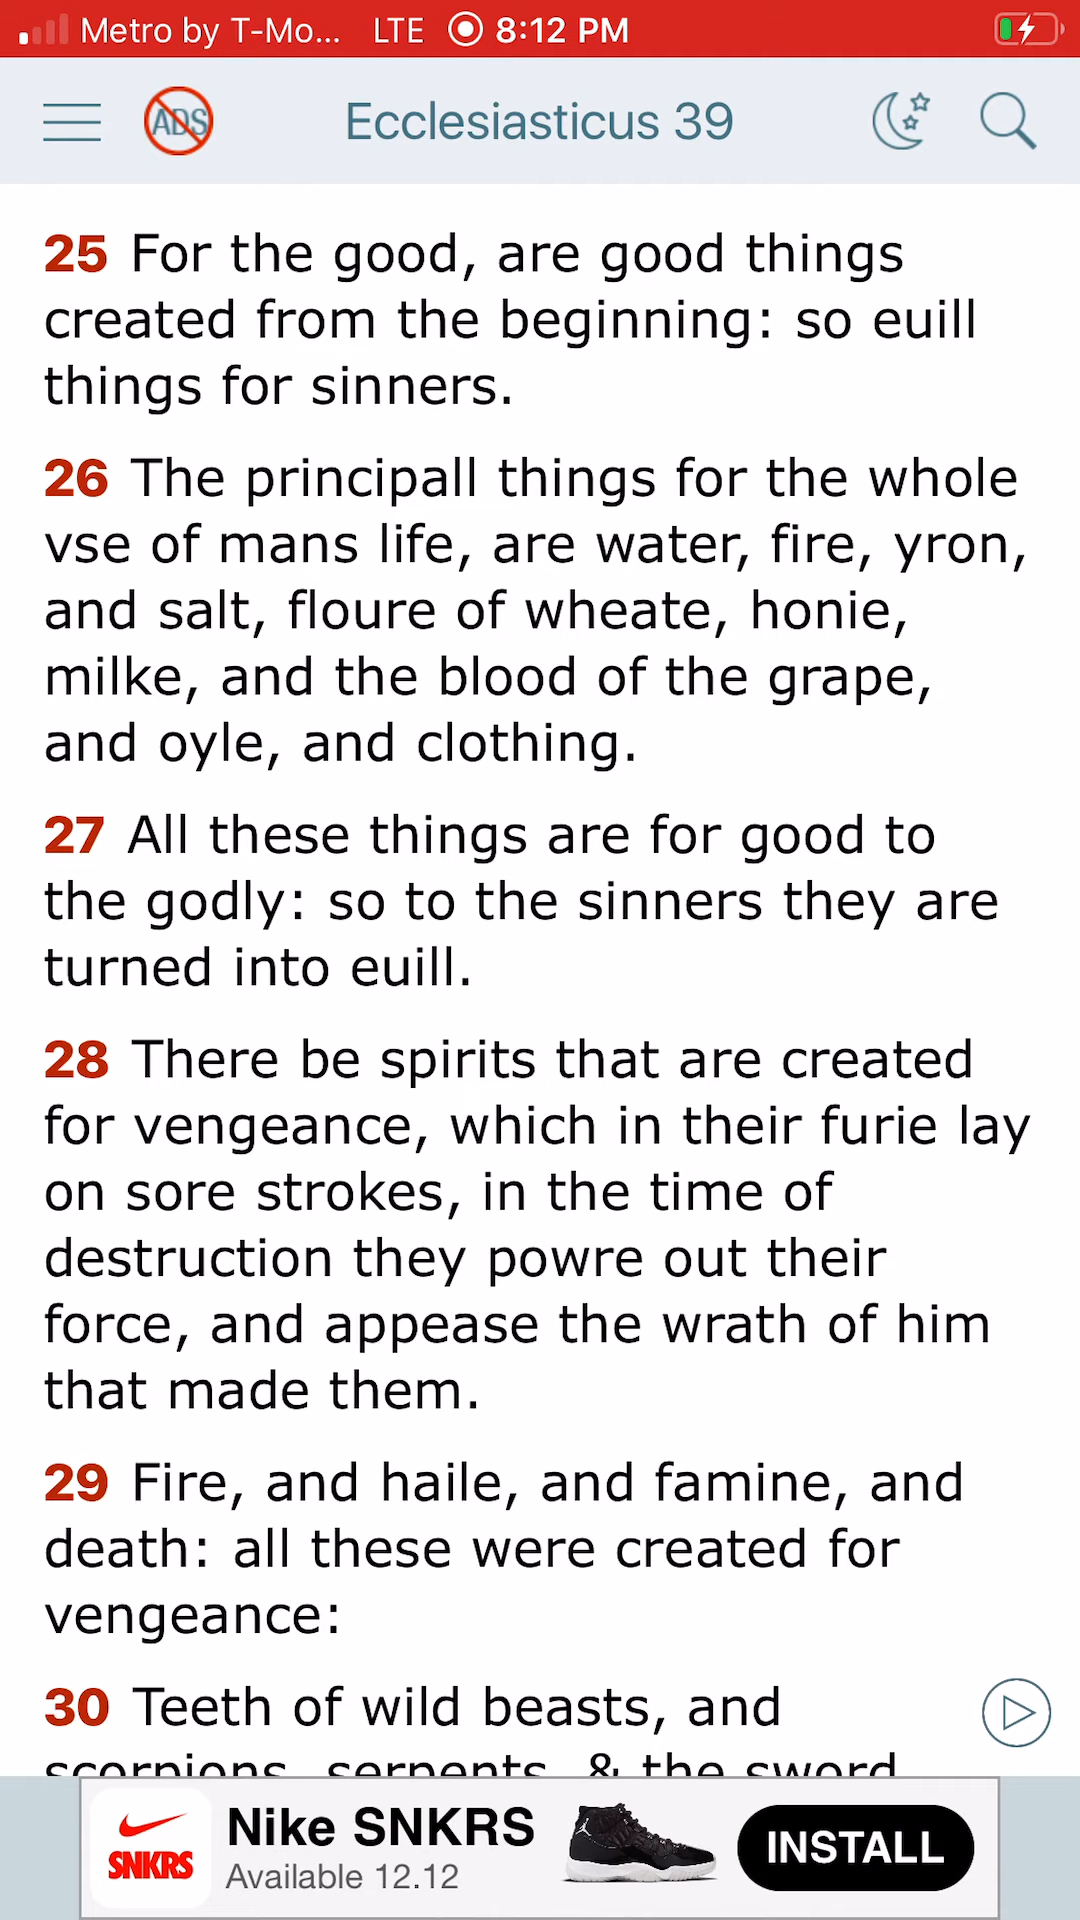 Metro by T-Mo... LTE 8:12 PM
ADS Ecclesiasticus 39
25 For the good, are good things
created from the beginning: so euill
things for sinners.
26 The principall things for the whole
vse of mans life, are water, fire, yron,
and salt, floure of wheate, honie,
milke, and the blood of the grape,
and oyle, and clothing.
27 All these things are for good to
the godly: so to the sinners they are
turned into euill.
28 There be spirits that are created
for vengeance, which in their furie lay
on sore strokes, in the time of
destruction they powre out their
force, and appease the wrath of him
that made them.
29 Fire, and haile, and famine, and
death: all these were created for
vengeance:
30 Teeth of wild beasts, and
scorpions, serpents, & the sword
Nike SNKRS
SNKRS
Available 12.12
INSTALL